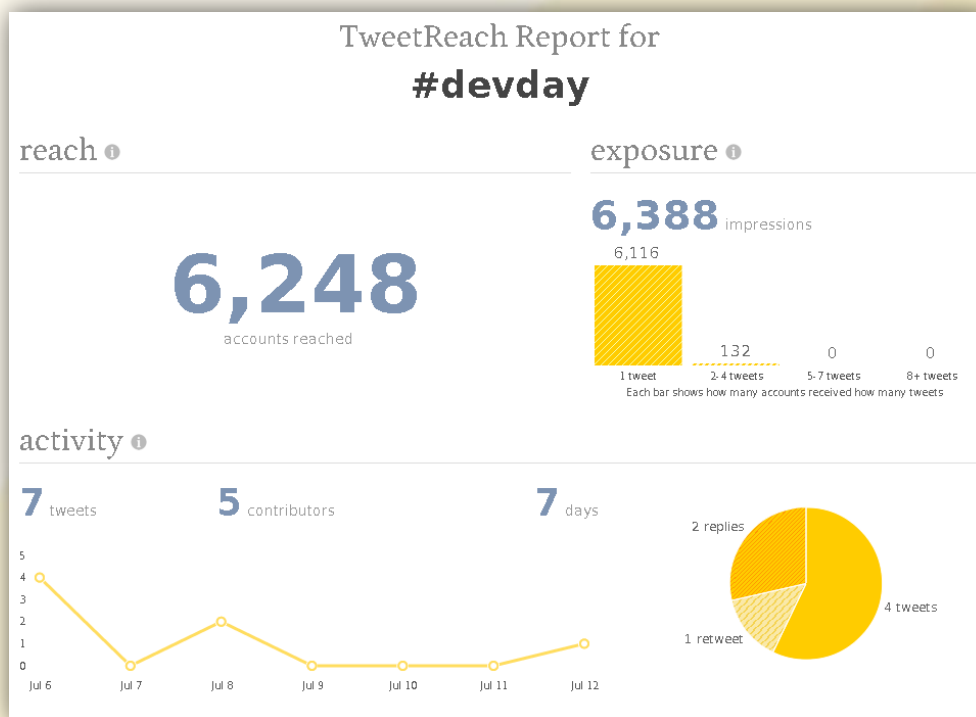 TweetReach Report for
#devday
reach
exposure
6,248
accounts reached
6,388 impressions
6,116
132
0
0
1 tweet
2-4 tweets
5-7 tweets
8+ tweets
Each bar shows how many accounts received how many tweets
activity
7 tweets
5 contributors
7 days
5
4
3
2
1
0
Jul 6
Jul 7
Jul 8
Jul 9
Jul 10
Jul 11
Jul 12
2 replies
4 tweets
1 retweet